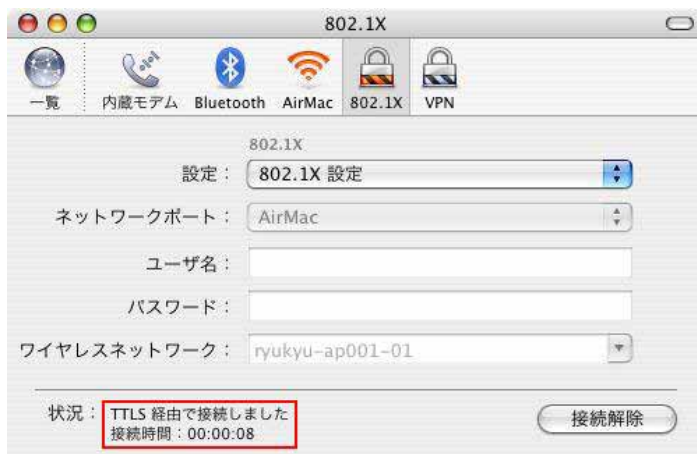 802.1X
一覧 内蔵モデム Bluetooth AirMac 802.1X VPN
802.1X
設定： 802.1X 設定
ネットワークポート： AirMac
ユーザ名：
パスワード：
ワイヤレスネットワーク： ryukyu-ap001-01
状況： TTLS 経由で接続しました
接続時間：00:00:08
接続解除